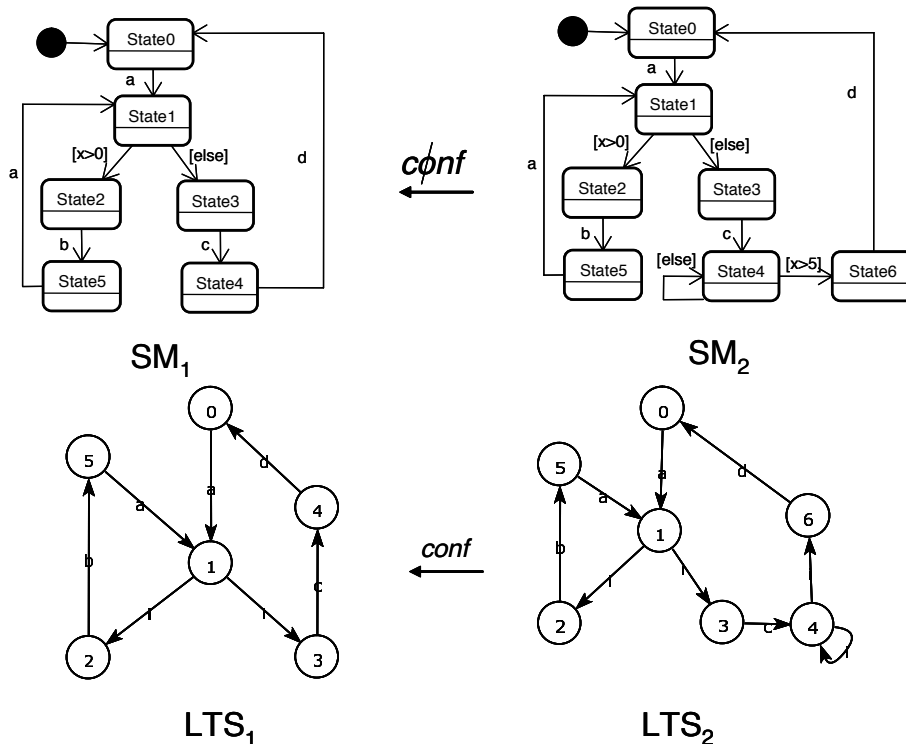 State0
a
State1
[x>0]
[else]
a
State2
State3
d
b
c
State5
State4
SM1
conf
State0
a
State1
[x>0]
[else]
a
State2
State3
d
b
c
State5
[else]
State4
[x>5]
State6
SM2
0
5
d
a
a
4
1
b
c
i
i
2
3
LTS1
conf
0
5
a
d
a
6
1
b
i
i
i
2
3
c
4
i
LTS2